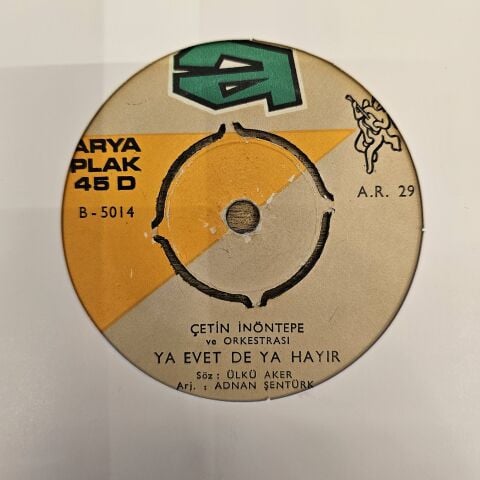 a
ARYA
PLAK
45 D
B - 5014
A.R. 29
ÇETİN İNÖNTEPE
ve ORKESTRASI
YA EVET DE YA HAYIR
Söz : ÜLKÜ AKER
Arj. : ADNAN ŞENTÜRK